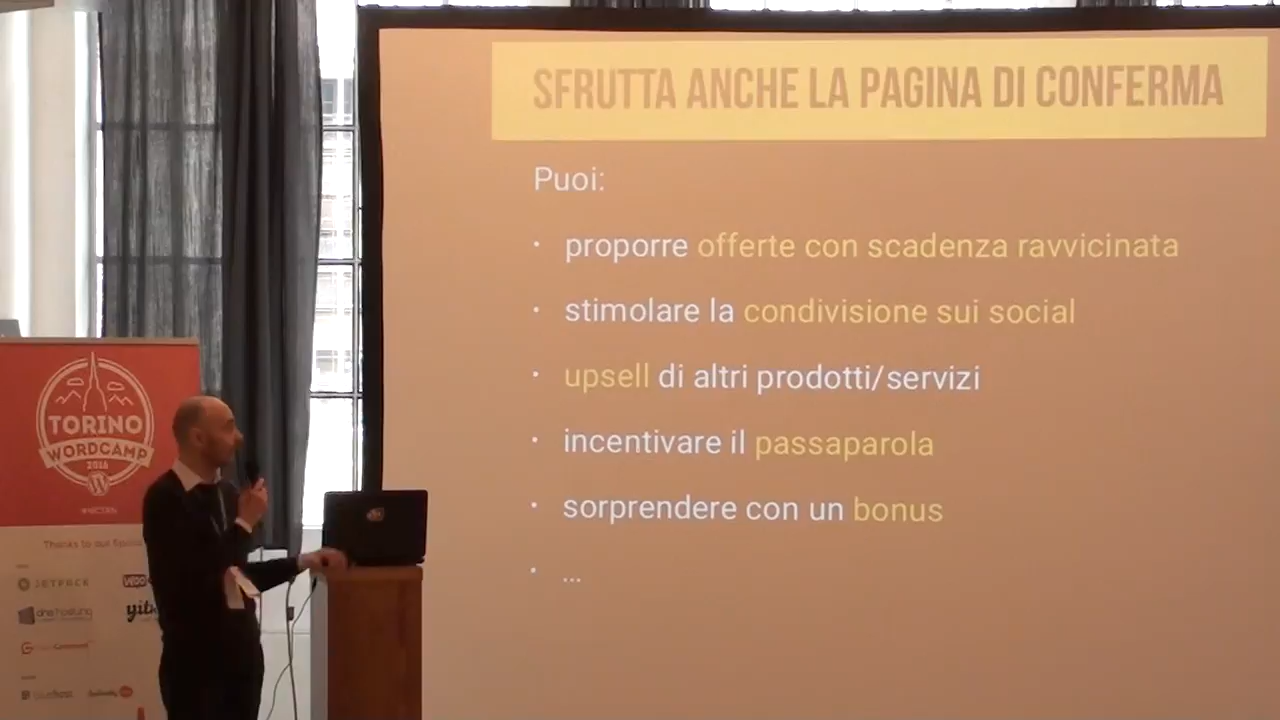 SFRUTTA ANCHE LA PAGINA DI CONFERMA
Puoi:
· proporre offerte con scadenza ravvicinata
· stimolare la condivisione sui social
· upsell di altri prodotti/servizi
· incentivare il passaparola
· sorprendere con un bonus
· ...
TORINO
WORDCAMP
2016
#WCTRN
Thanks to our
JETPACK